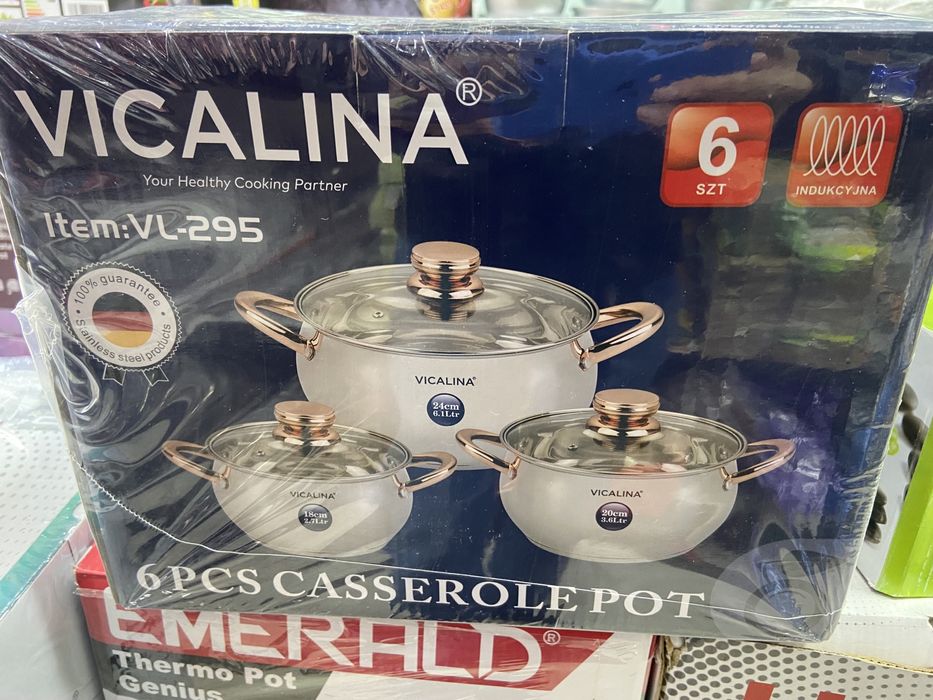 VICALINA®
Your Healthy Cooking Partner
Item:VL-295
6
SZT
INDUKCYJNA
100% guarantee
Stainless steel products
VICALINA®
24cm
6.1Ltr
VICALINA®
18cm
2.7Ltr
VICALINA®
20cm
3.6Ltr
6 PCS CASSEROLE POT
EMERALD®
Thermo Pot
Genius